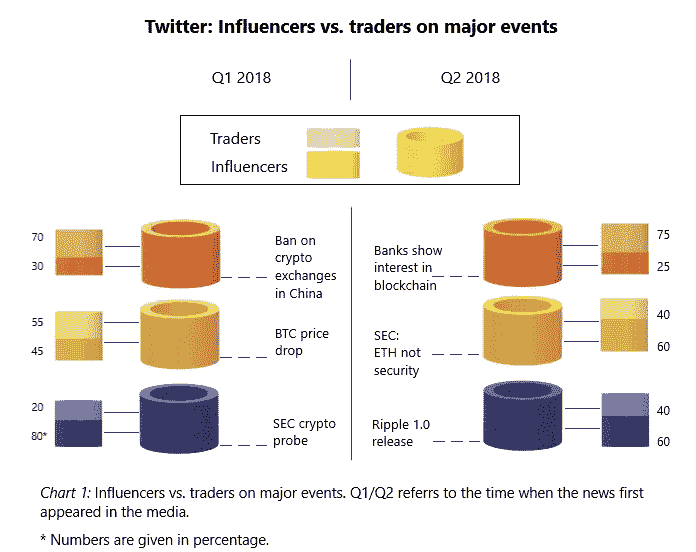 Twitter: Influencers vs. traders on major events
Q1 2018
Q2 2018
Traders
Influencers
70
30
Ban on
crypto
exchanges
in China
55
45
BTC price
drop
20
80*
SEC crypto
probe
Banks show
interest in
blockchain
75
25
SEC:
ETH not
security
40
60
Ripple 1.0
release
40
60
Chart 1: Influencers vs. traders on major events. Q1/Q2 referrs to the time when the news first
appeared in the media.
* Numbers are given in percentage.